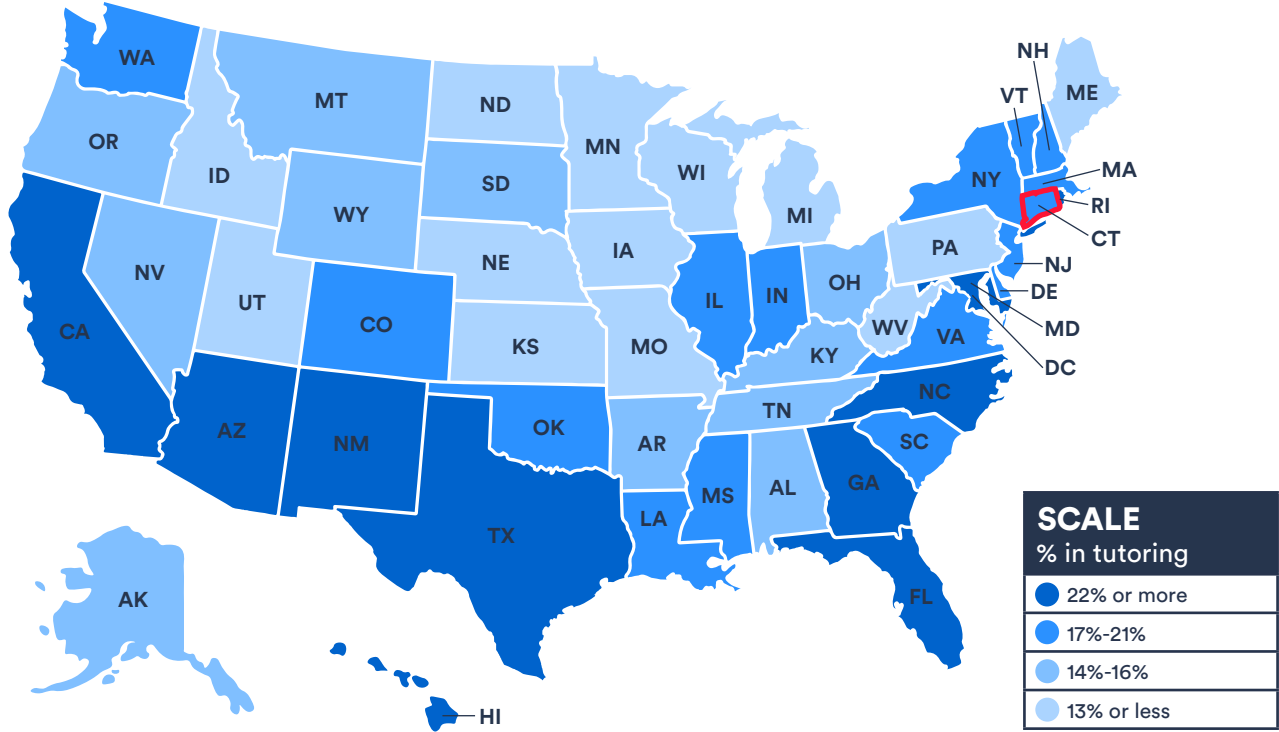 WA
MT
ND
MN
NH
VT
ME
OR
ID
SD
WI
MI
NY
MA
RI
CT
WY
NE
IA
PA
NJ
NV
UT
CO
IL
IN
OH
DE
CA
KS
MO
WV
VA
MD
DC
KY
NC
AZ
NM
OK
AR
TN
SC
TX
LA
MS
AL
GA
FL
AK
HI
SCALE
% in tutoring
22% or more
17%-21%
14%-16%
13% or less